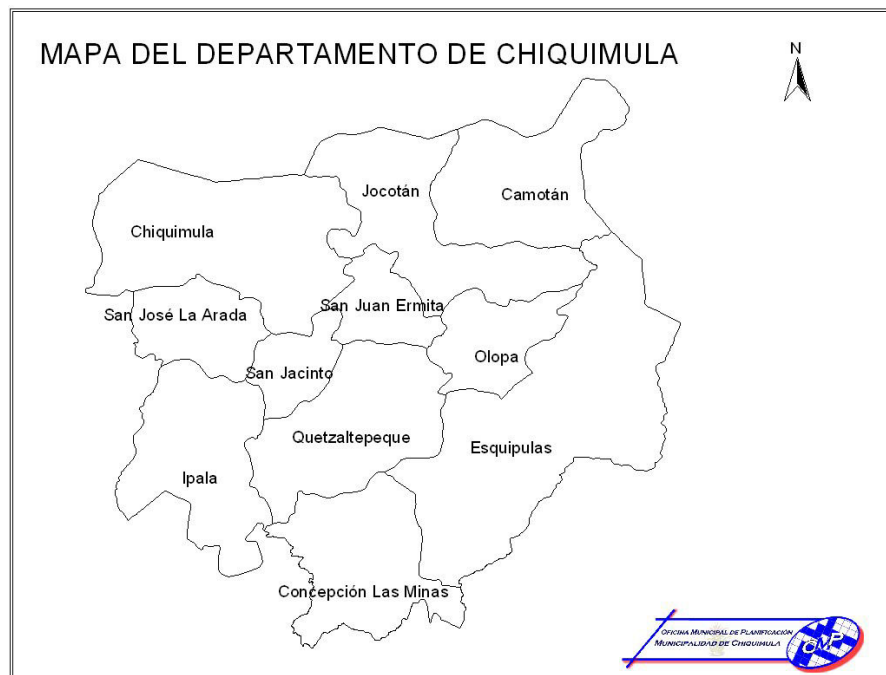 MAPA DEL DEPARTAMENTO DE CHIQUIMULA
N
Jocotán
Camotán
Chiquimula
San José La Arada
San Juan Ermita
Olopa
San Jacinto
Quetzaltepeque
Esquipulas
Ipala
Concepción Las Minas
OFICINA MUNICIPAL DE PLANIFICACIÓN
MUNICIPALIDAD DE CHIQUIMULA
OMP